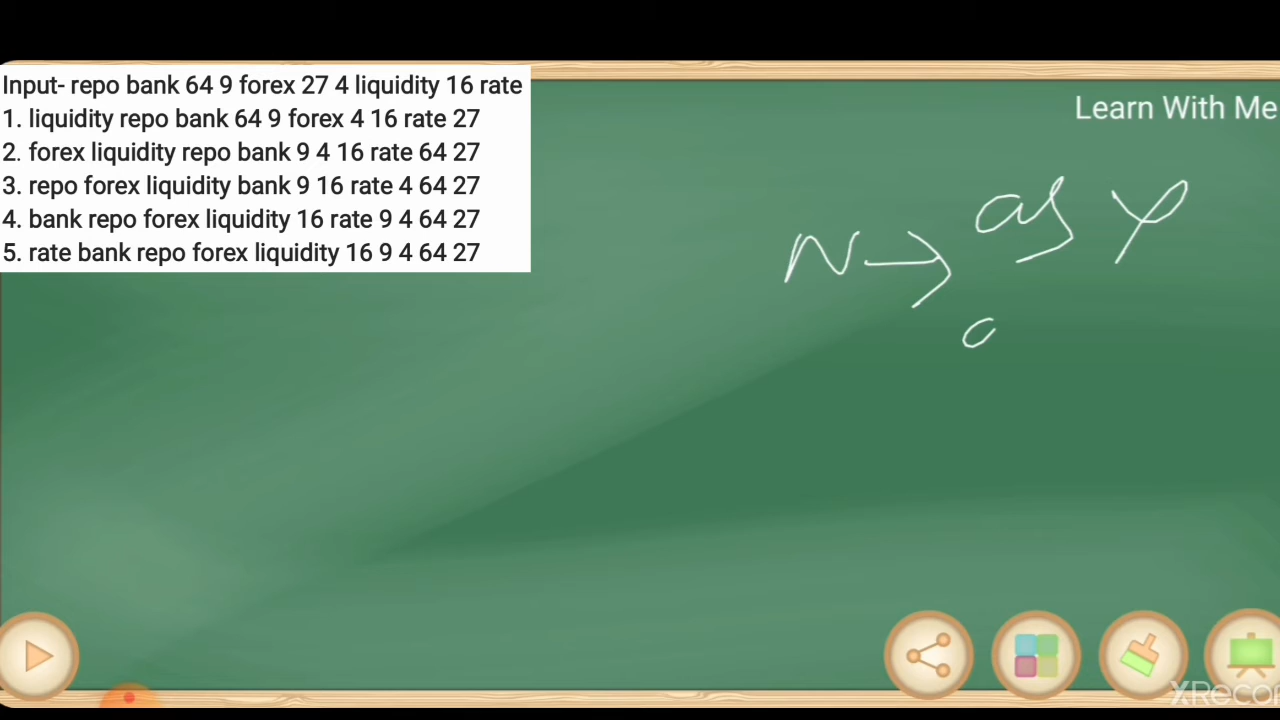 Input- repo bank 64 9 forex 27 4 liquidity 16 rate
1. liquidity repo bank 64 9 forex 4 16 rate 27
2. forex liquidity repo bank 9 4 16 rate 64 27
3. repo forex liquidity bank 9 16 rate 4 64 27
4. bank repo forex liquidity 16 rate 9 4 64 27
5. rate bank repo forex liquidity 16 9 4 64 27
Learn With Me
N →